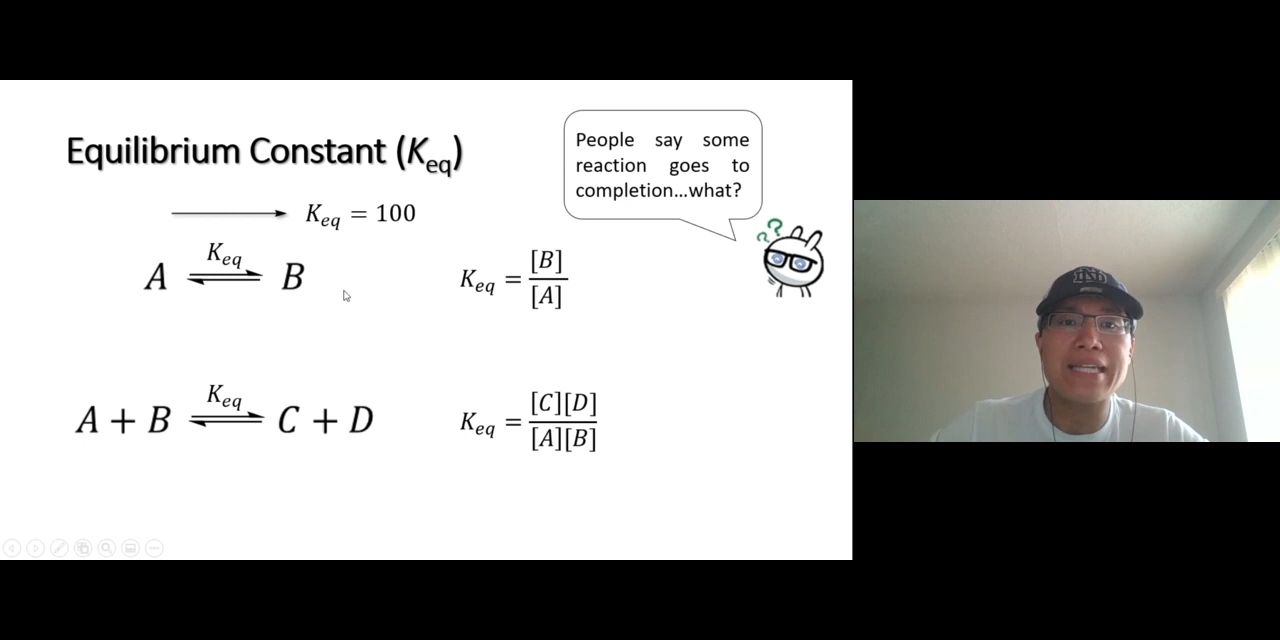 Equilibrium Constant (Keq)
People say some
reaction goes to
completion...what?
? ?
Keq = 100
Keq
A ⇌ B
Keq = [B] / [A]
Keq
A + B ⇌ C + D
Keq = [C][D] / [A][B]